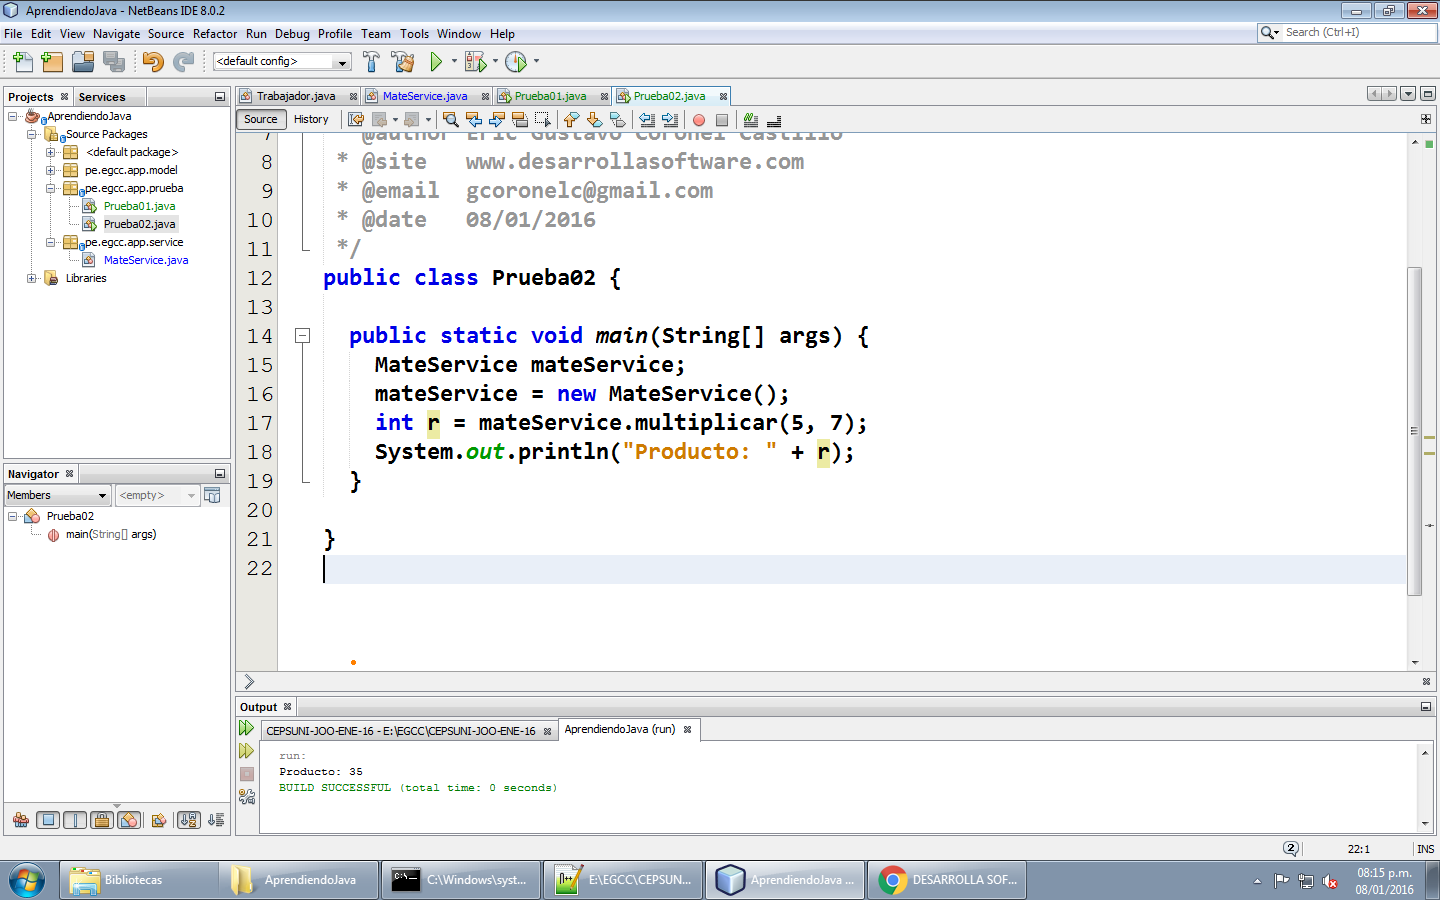 AprendiendoJava - NetBeans IDE 8.0.2
File Edit View Navigate Source Refactor Run Debug Profile Team Tools Window Help
Search (Ctrl+I)
<default config>
Projects Services
AprendiendoJava
Source Packages
<default package>
pe.egcc.app.model
pe.egcc.app.prueba
Prueba01.java
Prueba02.java
pe.egcc.app.service
MateService.java
Libraries
Navigator
Members <empty>
Prueba02
main(String[] args)
Trabajador.java MateService.java Prueba01.java Prueba02.java
Source History
7 @author Eric Gustavo Coronel Castillo
8 * @site www.desarrollasoftware.com
9 * @email gcoronelc@gmail.com
10 * @date 08/01/2016
11 */
12 public class Prueba02 {
13
14 public static void main(String[] args) {
15 MateService mateService;
16 mateService = new MateService();
17 int r = mateService.multiplicar(5, 7);
18 System.out.println("Producto: " + r);
19 }
20
21 }
22
Output
CEPSUNI-JOO-ENE-16 - E:\EGCC\CEPSUNI-JOO-ENE-16 AprendiendoJava (run)
run:
Producto: 35
BUILD SUCCESSFUL (total time: 0 seconds)
2 22:1 INS
Bibliotecas AprendiendoJava C:\Windows\syst... E:\EGCC\CEPSUN... AprendiendoJava ... DESARROLLA SOF...
08:15 p.m.
08/01/2016